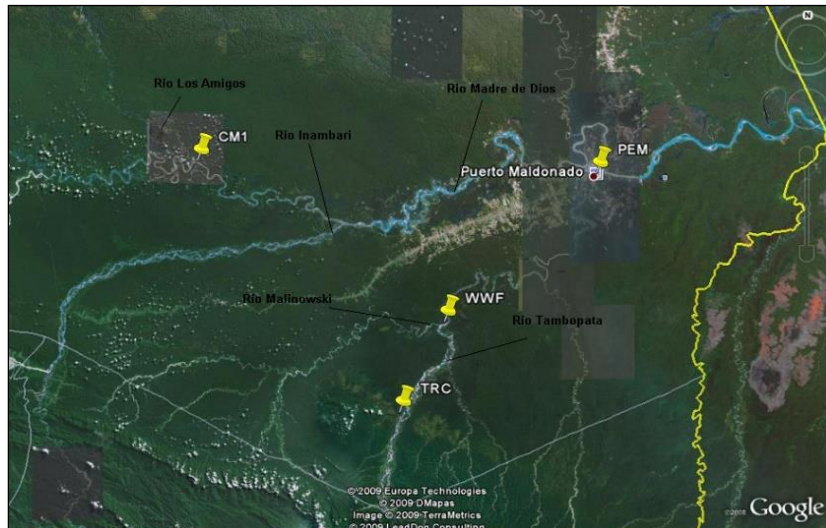 N
Río Los Amigos
Río Madre de Dios
CM1
Río Inambari
PEM
Puerto Maldonado
WWF
Río Malinowski
Río Tambopata
TRC
© 2009 Europa Technologies
© 2009 DMapas
Image © 2009 TerraMetrics
© 2009 LeadDog Consulting
Google